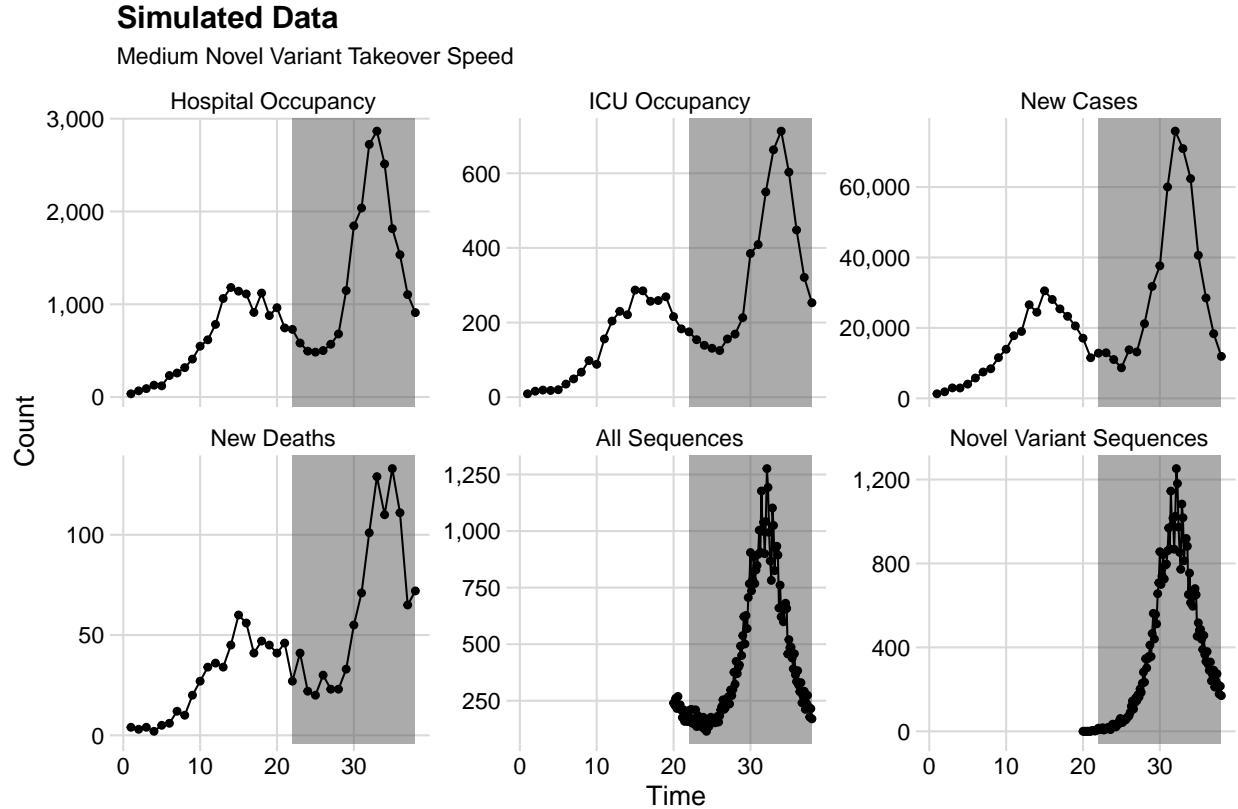 Simulated Data
Medium Novel Variant Takeover Speed
Hospital Occupancy
ICU Occupancy
New Cases
3,000
2,000
1,000
0
600
400
200
0
60,000
40,000
20,000
0
Count
New Deaths
All Sequences
Novel Variant Sequences
100
50
0
1,250
1,000
750
500
250
1,200
800
400
0
0 10 20 30
0 10 20 30
0 10 20 30
Time